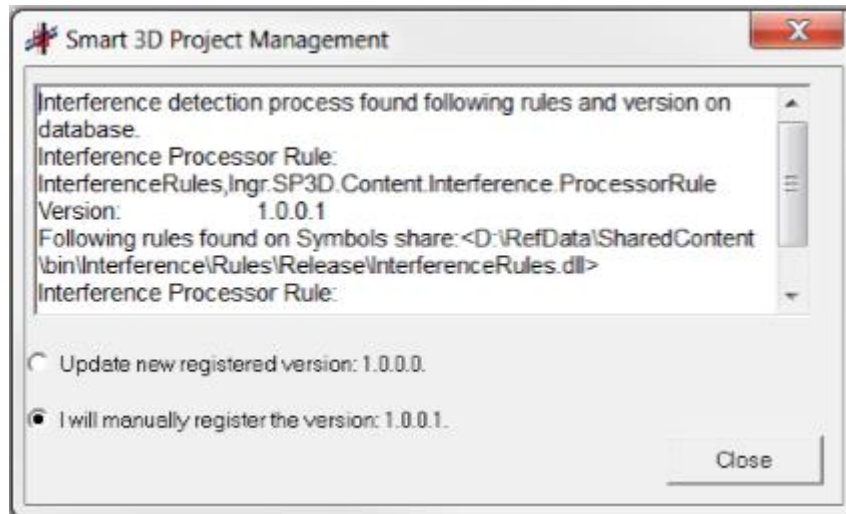 Smart 3D Project Management
Interference detection process found following rules and version on
database.
Interference Processor Rule:
InterferenceRules,Ingr.SP3D.Content.Interference.ProcessorRule
Version: 1.0.0.1
Following rules found on Symbols share:<D:\RefData\SharedContent
\bin\Interference\Rules\Release\InterferenceRules.dll>
Interference Processor Rule:
Update new registered version: 1.0.0.0.
I will manually register the version: 1.0.0.1.
Close